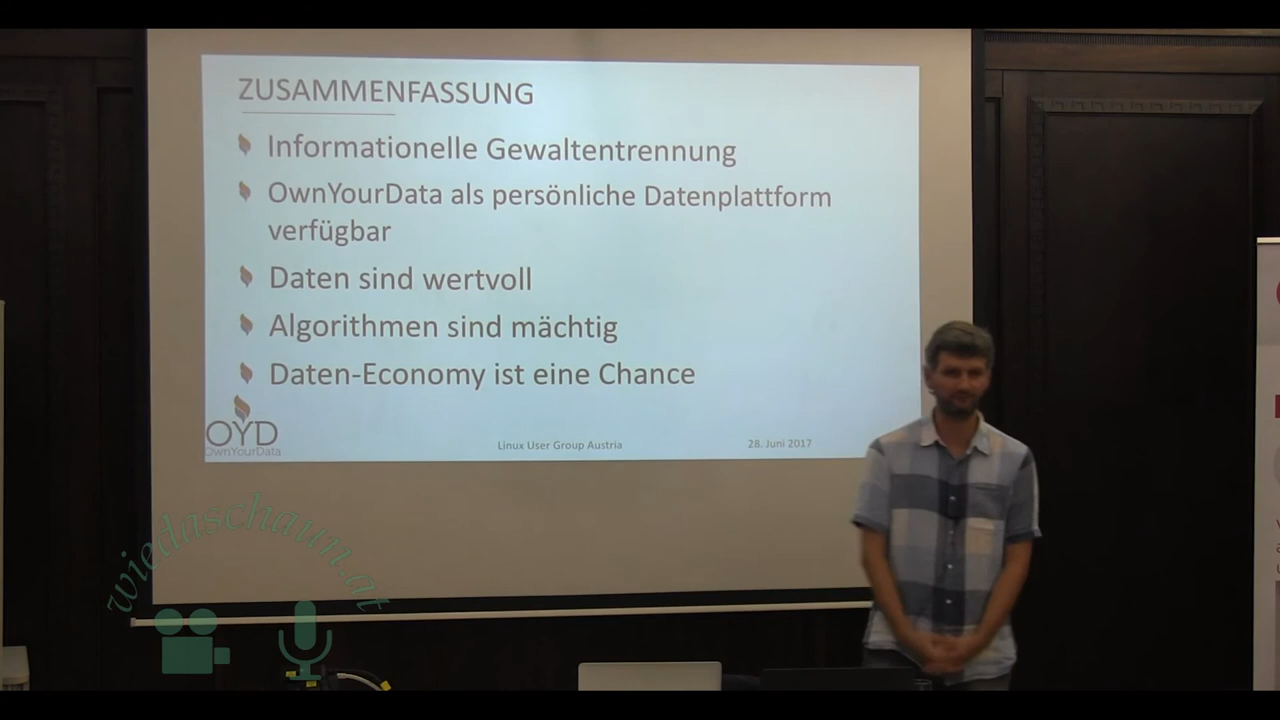 ZUSAMMENFASSUNG
Informationelle Gewaltentrennung
OwnYourData als persönliche Datenplattform
verfügbar
Daten sind wertvoll
Algorithmen sind mächtig
Daten-Economy ist eine Chance
OYD
OwnYourData
Linux User Group Austria
28. Juni 2017
wiedaschaun.at